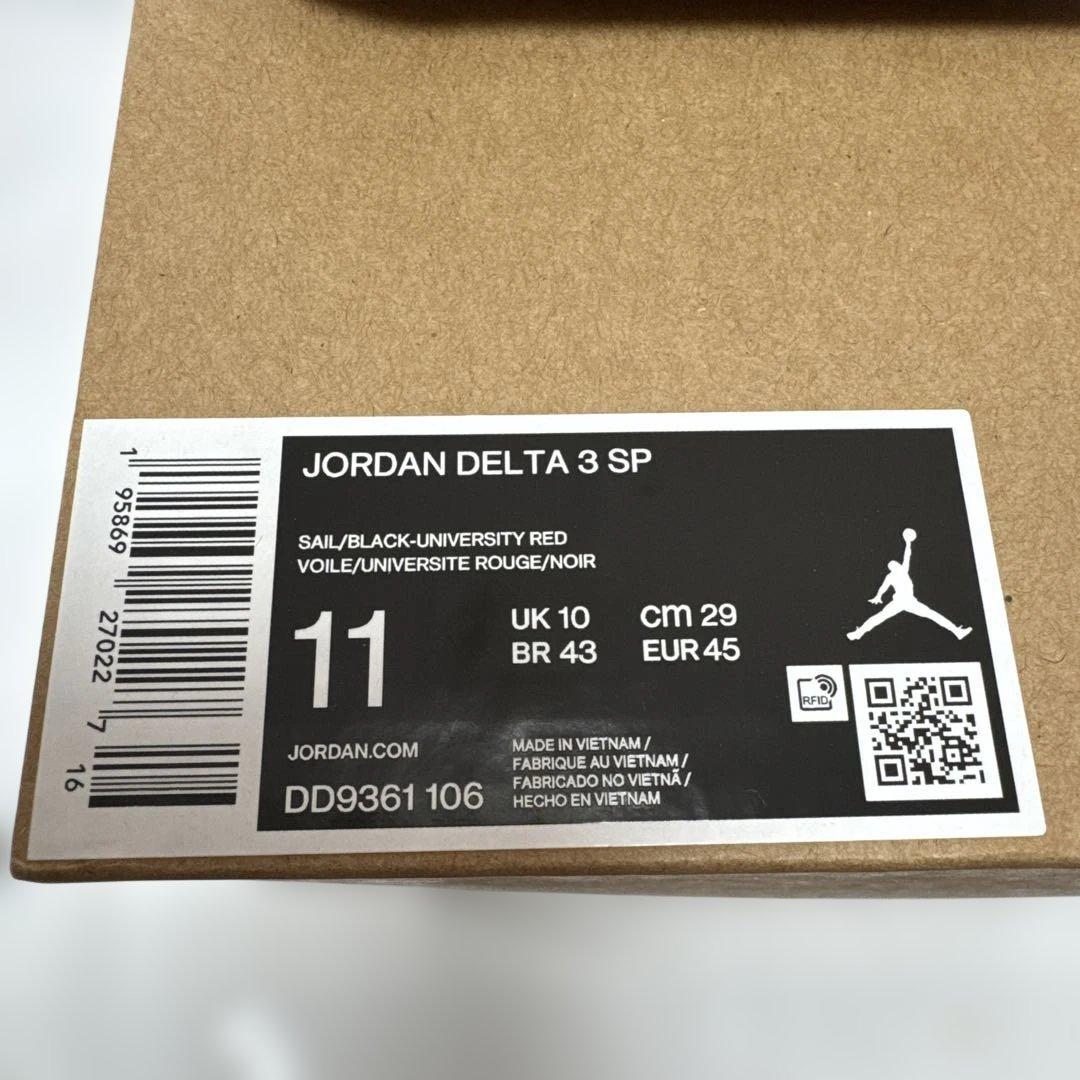 JORDAN DELTA 3 SP
SAIL/BLACK-UNIVERSITY RED
VOILE/UNIVERSITE ROUGE/NOIR
11
UK 10 cm 29
BR 43 EUR 45
RFID
JORDAN.COM
DD9361 106
MADE IN VIETNAM /
FABRIQUE AU VIETNAM /
FABRICADO NO VIETNÃ /
HECHO EN VIETNAM
1 95869 27022 7 16